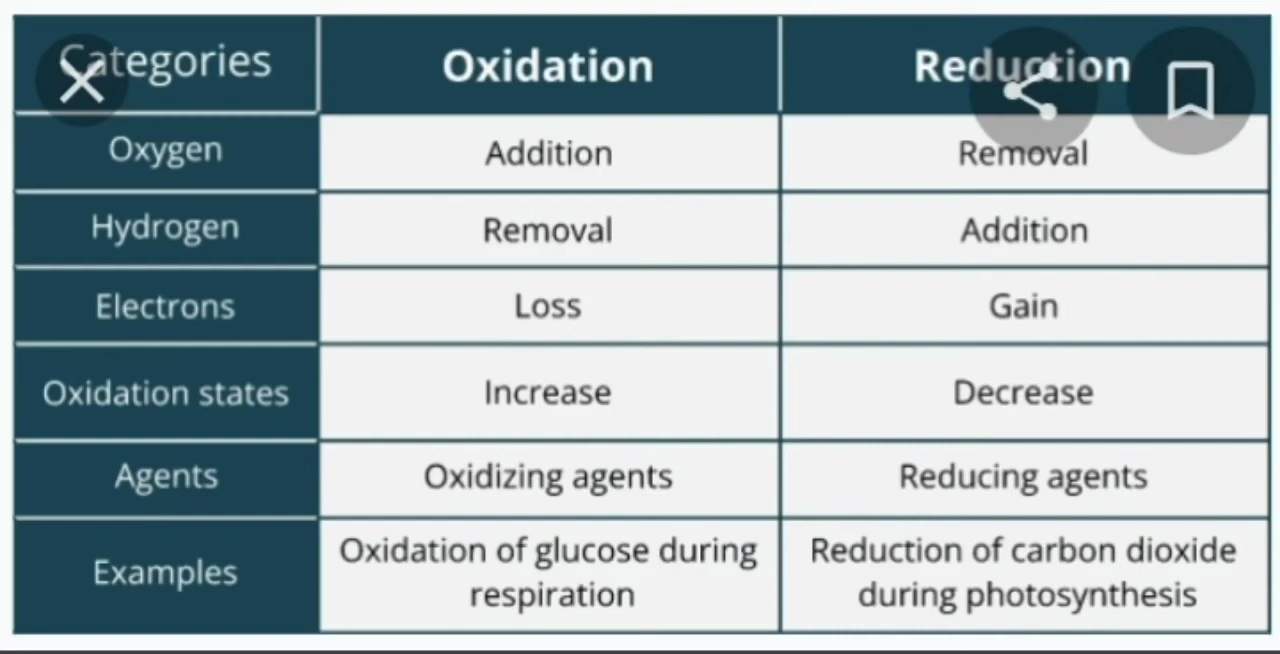 Categories Oxidation Reduction
Oxygen Addition Removal
Hydrogen Removal Addition
Electrons Loss Gain
Oxidation states Increase Decrease
Agents Oxidizing agents Reducing agents
Examples Oxidation of glucose during respiration Reduction of carbon dioxide during photosynthesis